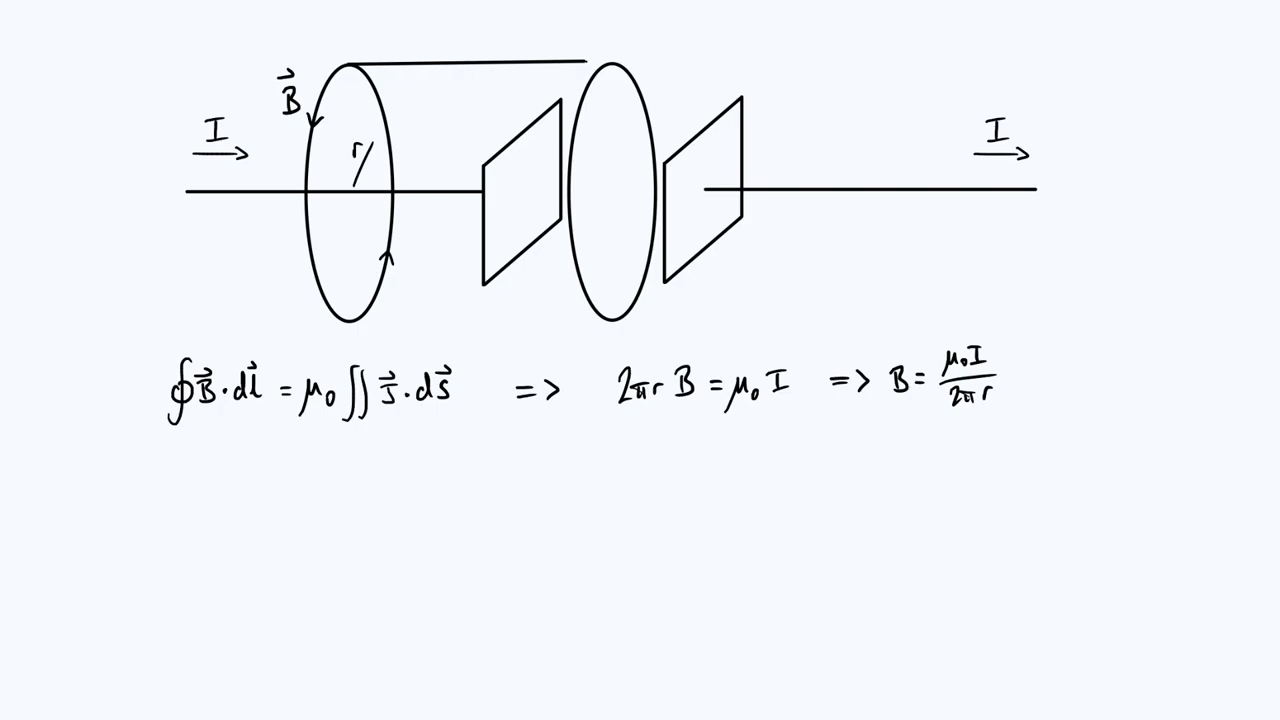 B⃗
I
r
I
∮B⃗·dl⃗ = μ₀∬J⃗·dS⃗ => 2πr B = μ₀ I => B = μ₀I/2πr